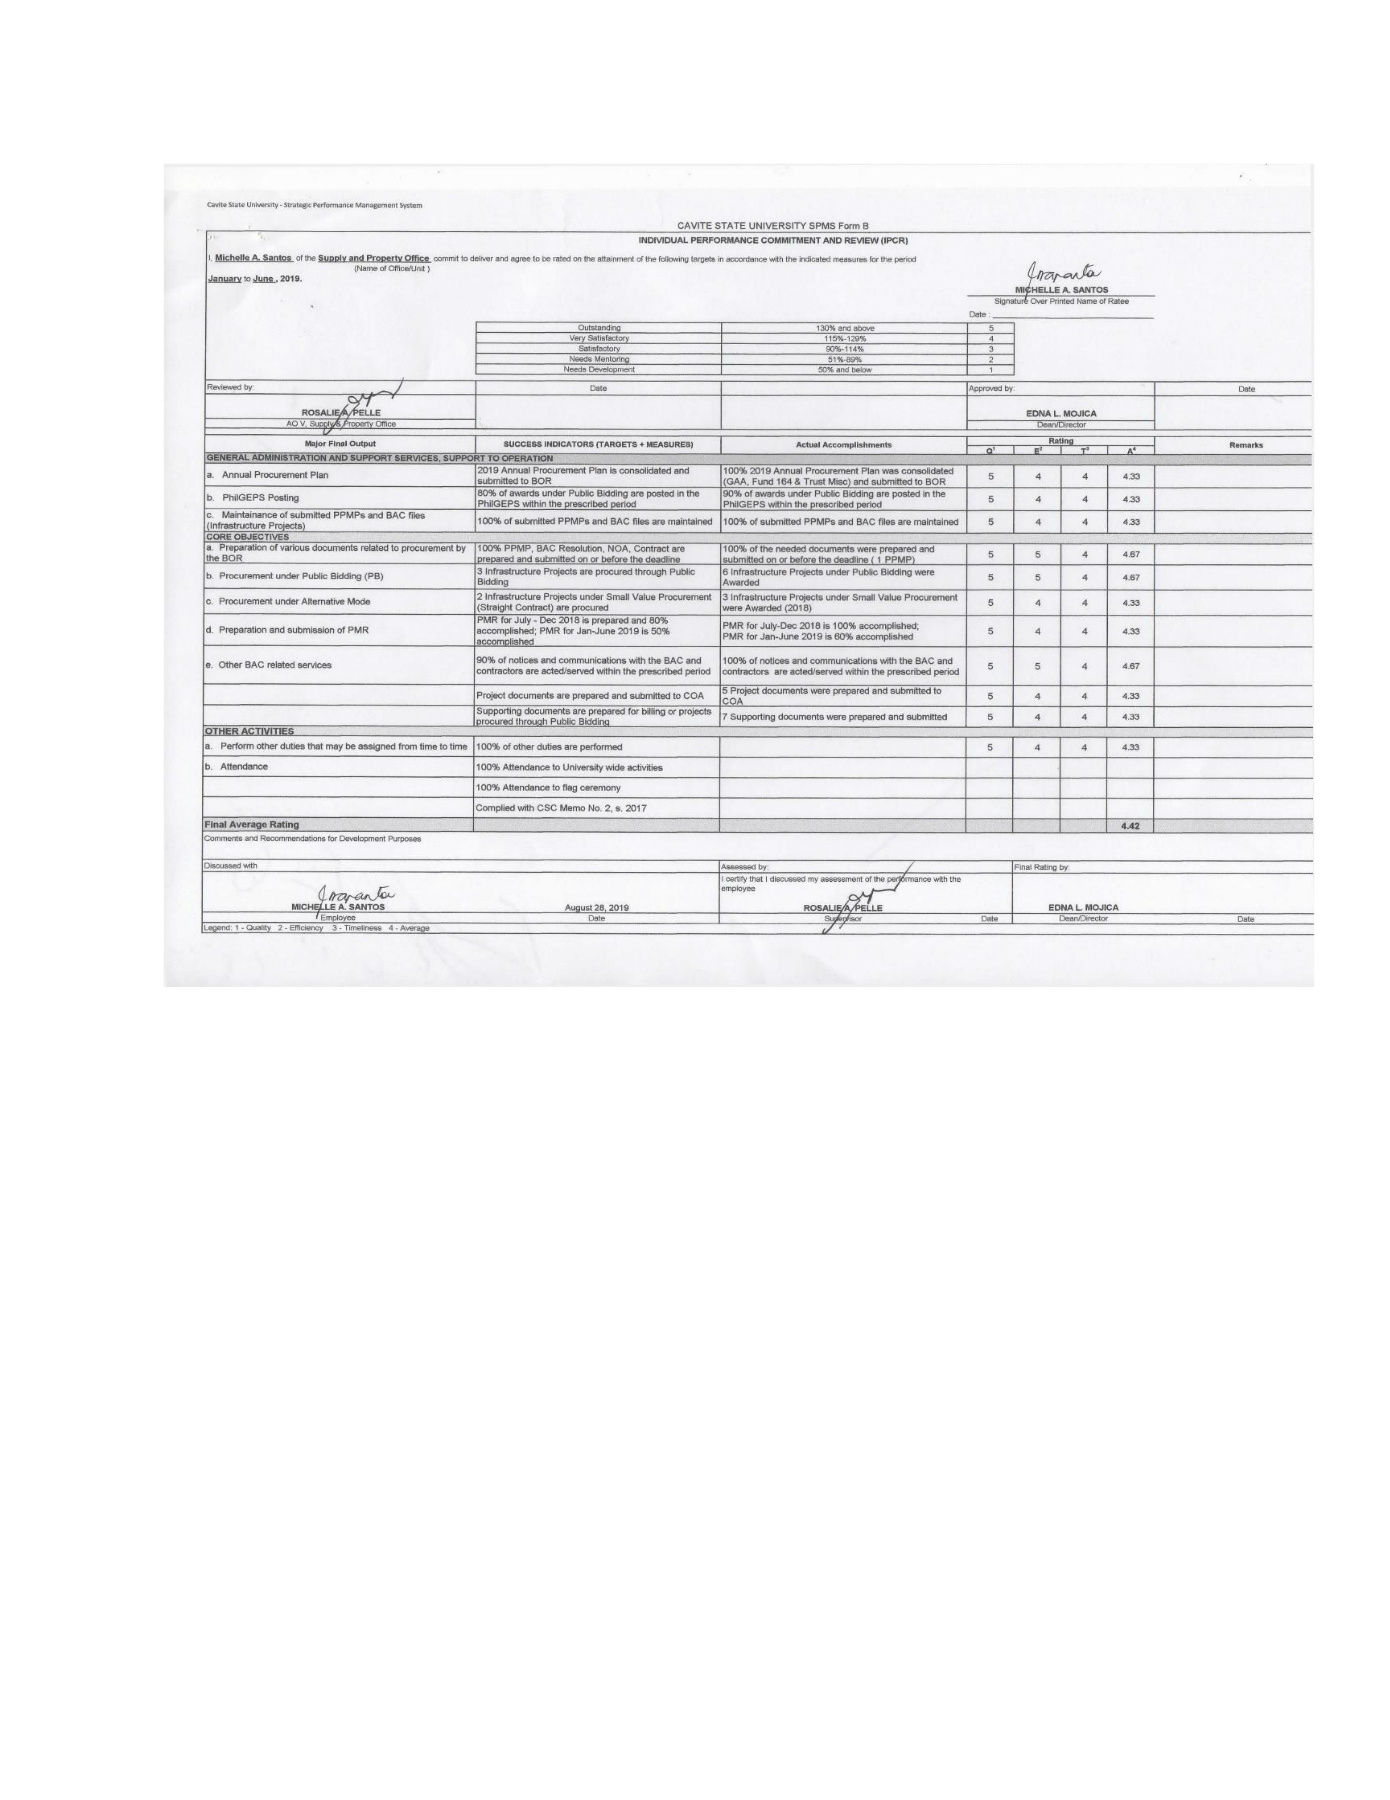 Cavite State University - Strategic Performance Management System
CAVITE STATE UNIVERSITY SPMS Form B
INDIVIDUAL PERFORMANCE COMMITMENT AND REVIEW (IPCR)
I, Michelle A. Santos of the Supply and Property Office commit to deliver and agree to be rated on the attainment of the following targets in accordance with the indicated measures for the period
(Name of Office/Unit )
January to June , 2019.
MICHELLE A. SANTOS
Signature Over Printed Name of Ratee
Date :
Outstanding 130% and above 5
Very Satisfactory 115%-129% 4
Satisfactory 90%-114% 3
Needs Mentoring 51%-89% 2
Needs Development 50% and below 1
Reviewed by: Date Approved by: Date
ROSALIE A. PELLE EDNA L. MOJICA
AO V, Supply & Property Office Dean/Director
Major Final Output SUCCESS INDICATORS (TARGETS + MEASURES) Actual Accomplishments Rating Remarks
Q1 E2 T3 A4
GENERAL ADMINISTRATION AND SUPPORT SERVICES, SUPPORT TO OPERATION
a. Annual Procurement Plan 2019 Annual Procurement Plan is consolidated and 100% 2019 Annual Procurement Plan was consolidated 5 4 4 4.33
submitted to BOR (GAA, Fund 164 & Trust Misc) and submitted to BOR
b. PhilGEPS Posting 80% of awards under Public Bidding are posted in the 90% of awards under Public Bidding are posted in the 5 4 4 4.33
PhilGEPS within the prescribed period PhilGEPS within the prescribed period
c. Maintainance of submitted PPMPs and BAC files 100% of submitted PPMPs and BAC files are maintained 100% of submitted PPMPs and BAC files are maintained 5 4 4 4.33
(Infrastructure Projects)
CORE OBJECTIVES
a. Preparation of various documents related to procurement by 100% PPMP, BAC Resolution, NOA, Contract are 100% of the needed documents were prepared and 5 5 4 4.67
the BOR prepared and submitted on or before the deadline submitted on or before the deadline ( 1 PPMP)
b. Procurement under Public Bidding (PB) 3 Infrastructure Projects are procured through Public 6 Infrastructure Projects under Public Bidding were 5 5 4 4.67
Bidding Awarded
c. Procurement under Alternative Mode 2 Infrastructure Projects under Small Value Procurement 3 Infrastructure Projects under Small Value Procurement 5 4 4 4.33
(Straight Contract) are procured were Awarded (2018)
d. Preparation and submission of PMR PMR for July - Dec 2018 is prepared and 80% PMR for July-Dec 2018 is 100% accomplished; 5 4 4 4.33
accomplished; PMR for Jan-June 2019 is 50% PMR for Jan-June 2019 is 60% accomplished
accomplished
e. Other BAC related services 90% of notices and communications with the BAC and 100% of notices and communications with the BAC and 5 5 4 4.67
contractors are acted/served within the prescribed period contractors are acted/served within the prescribed period
Project documents are prepared and submitted to COA 5 Project documents were prepared and submitted to 5 4 4 4.33
COA
Supporting documents are prepared for billing or projects 7 Supporting documents were prepared and submitted 5 4 4 4.33
procured through Public Bidding
OTHER ACTIVITIES
a. Perform other duties that may be assigned from time to time 100% of other duties are performed 5 4 4 4.33
b. Attendance 100% Attendance to University wide activities
100% Attendance to flag ceremony
Complied with CSC Memo No. 2, s. 2017
Final Average Rating 4.42
Comments and Recommendations for Development Purposes
Discussed with Assessed by: Final Rating by:
I certify that I discussed my assessment of the performance with the
employee
MICHELLE A. SANTOS August 28, 2019 ROSALIE A. PELLE EDNA L. MOJICA
Employee Date Supervisor Date Dean/Director Date
Legend: 1 - Quality 2 - Efficiency 3 - Timeliness 4 - Average